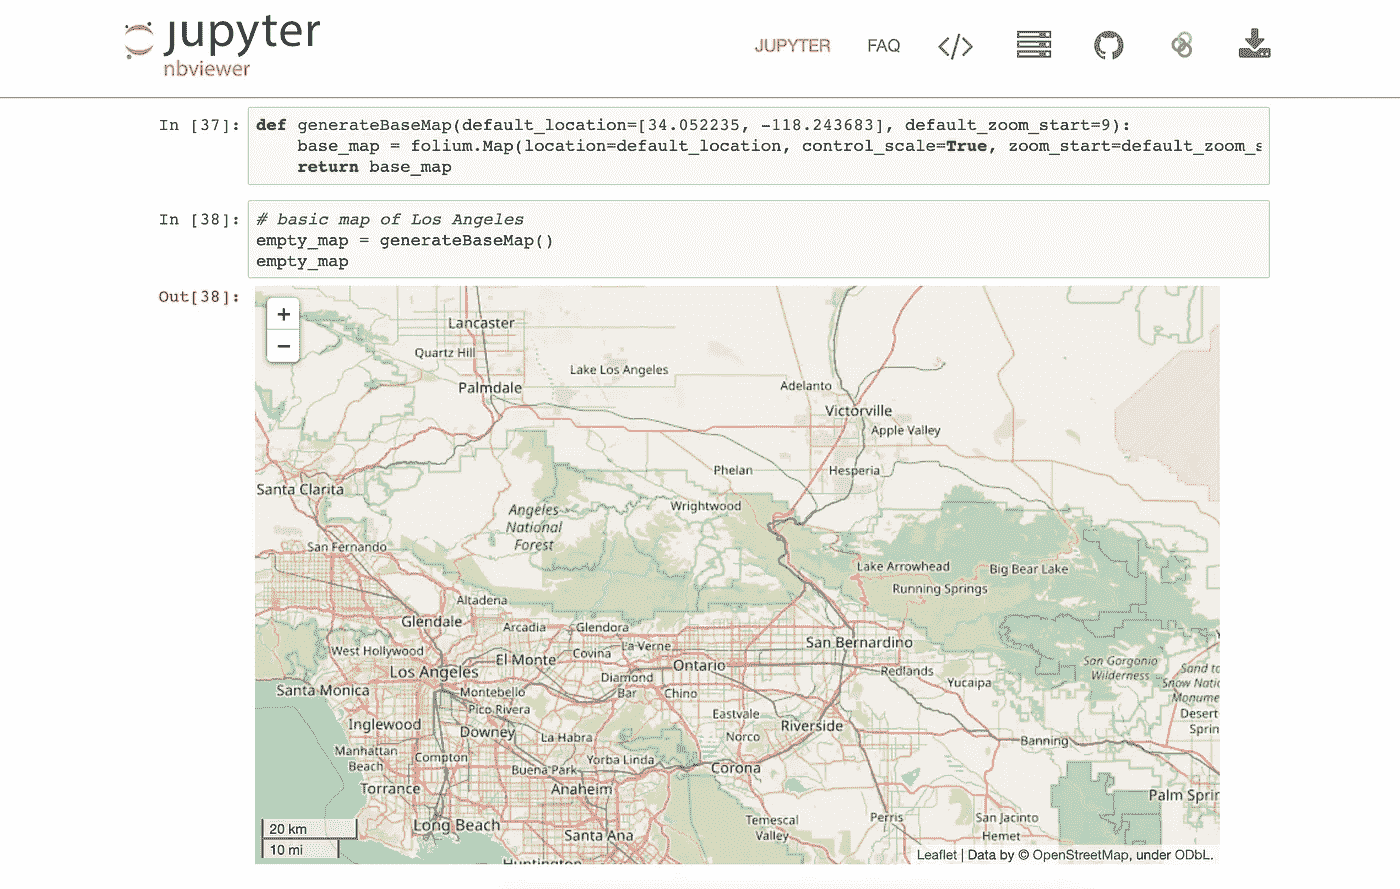 jupyter
nbviewer
JUPYTER FAQ </>
In [37]: def generateBaseMap(default_location=[34.052235, -118.243683], default_zoom_start=9):
base_map = folium.Map(location=default_location, control_scale=True, zoom_start=default_zoom_s
return base_map
In [38]: # basic map of Los Angeles
empty_map = generateBaseMap()
empty_map
Out[38]:
+
−
Lancaster
Quartz Hill
Lake Los Angeles
Palmdale
Adelanto
Victorville
Apple Valley
Phelan
Hesperia
Santa Clarita
Wrightwood
Angeles
National
Forest
San Fernando
Lake Arrowhead
Big Bear Lake
Running Springs
Altadena
Glendale
Arcadia
Glendora
San Bernardino
West Hollywood
La Verne
Covina
El Monte
Ontario
Los Angeles
San Gorgonio
Wilderness
Sand to
Snow Natio
Monume
Redlands
Diamond
Bar
Yucaipa
Santa Monica
Montebello
Chino
Pico Rivera
Eastvale
Desert
Sprin
Inglewood
Riverside
Downey
La Habra
Norco
Banning
Manhattan
Beach
Compton
Yorba Linda
Buena Park
Corona
Torrance
Anaheim
Palm Sprin
Long Beach
Temescal
Valley
Perris
San Jacinto
Hemet
Santa Ana
20 km
10 mi
Huntington
Leaflet | Data by © OpenStreetMap, under ODbL.